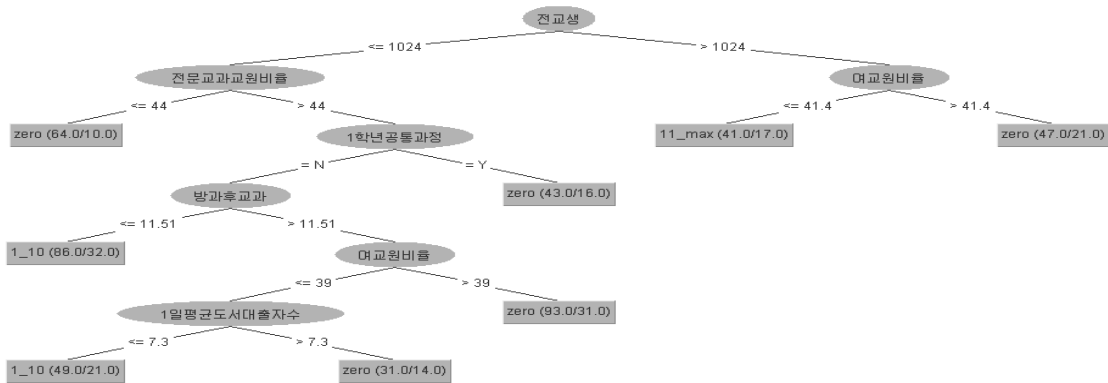 전교생
<= 1024
> 1024
전문교과교원비율
여교원비율
<= 44
> 44
<= 41.4
> 41.4
zero (64.0/10.0)
1학년공통과정
11_max (41.0/17.0)
zero (47.0/21.0)
= N
= Y
방과후교과
zero (43.0/16.0)
<= 11.51
> 11.51
1_10 (86.0/32.0)
여교원비율
<= 39
> 39
1일평균도서대출자수
zero (93.0/31.0)
<= 7.3
> 7.3
1_10 (49.0/21.0)
zero (31.0/14.0)